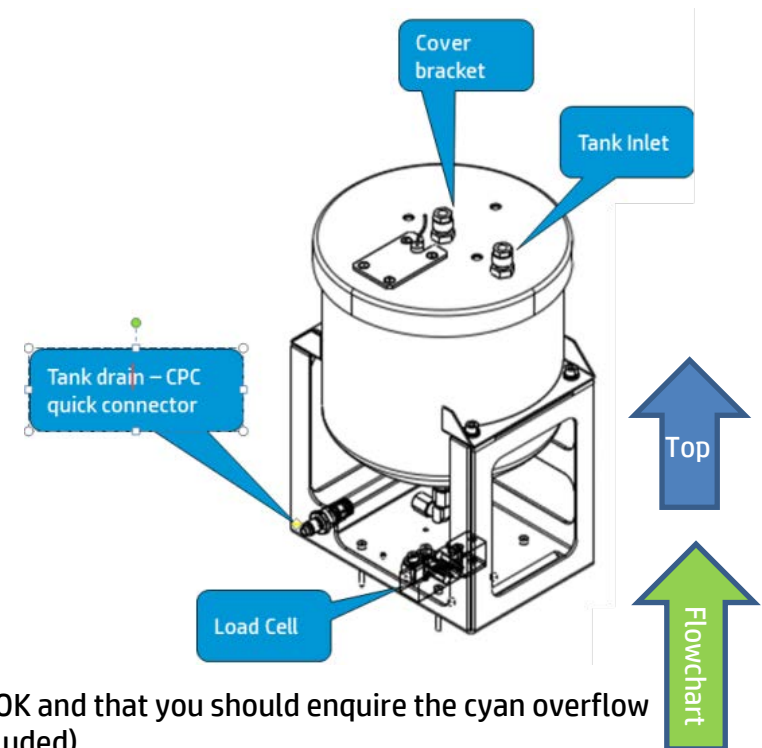 Cover
bracket
Tank Inlet
Tank drain – CPC
quick connector
Top
Load Cell
Flowchart
OK and that you should enquire the cyan overflow
uded)